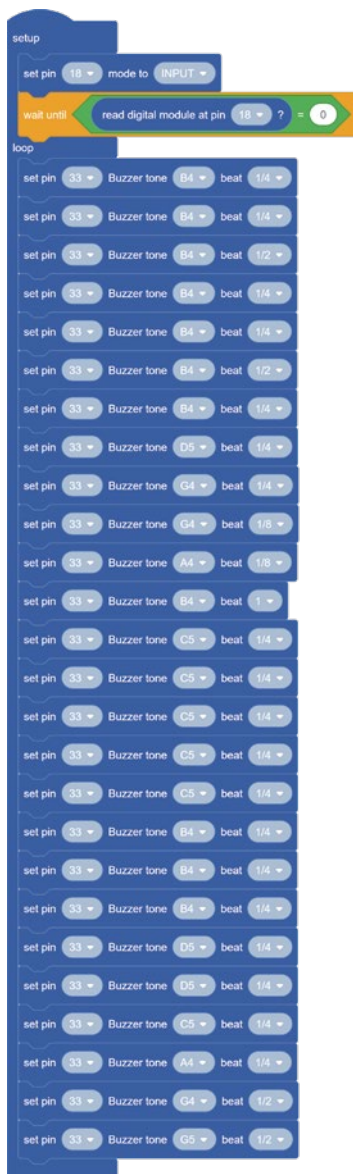 setup
set pin 18 mode to INPUT
wait until read digital module at pin 18 ? = 0
loop
set pin 33 Buzzer tone B4 beat 1/4
set pin 33 Buzzer tone B4 beat 1/4
set pin 33 Buzzer tone B4 beat 1/2
set pin 33 Buzzer tone B4 beat 1/4
set pin 33 Buzzer tone B4 beat 1/4
set pin 33 Buzzer tone B4 beat 1/2
set pin 33 Buzzer tone B4 beat 1/4
set pin 33 Buzzer tone D5 beat 1/4
set pin 33 Buzzer tone G4 beat 1/4
set pin 33 Buzzer tone G4 beat 1/8
set pin 33 Buzzer tone A4 beat 1/8
set pin 33 Buzzer tone B4 beat 1
set pin 33 Buzzer tone C5 beat 1/4
set pin 33 Buzzer tone C5 beat 1/4
set pin 33 Buzzer tone C5 beat 1/4
set pin 33 Buzzer tone C5 beat 1/4
set pin 33 Buzzer tone C5 beat 1/4
set pin 33 Buzzer tone B4 beat 1/4
set pin 33 Buzzer tone B4 beat 1/4
set pin 33 Buzzer tone B4 beat 1/4
set pin 33 Buzzer tone D5 beat 1/4
set pin 33 Buzzer tone D5 beat 1/4
set pin 33 Buzzer tone C5 beat 1/4
set pin 33 Buzzer tone A4 beat 1/4
set pin 33 Buzzer tone G4 beat 1/2
set pin 33 Buzzer tone G5 beat 1/2